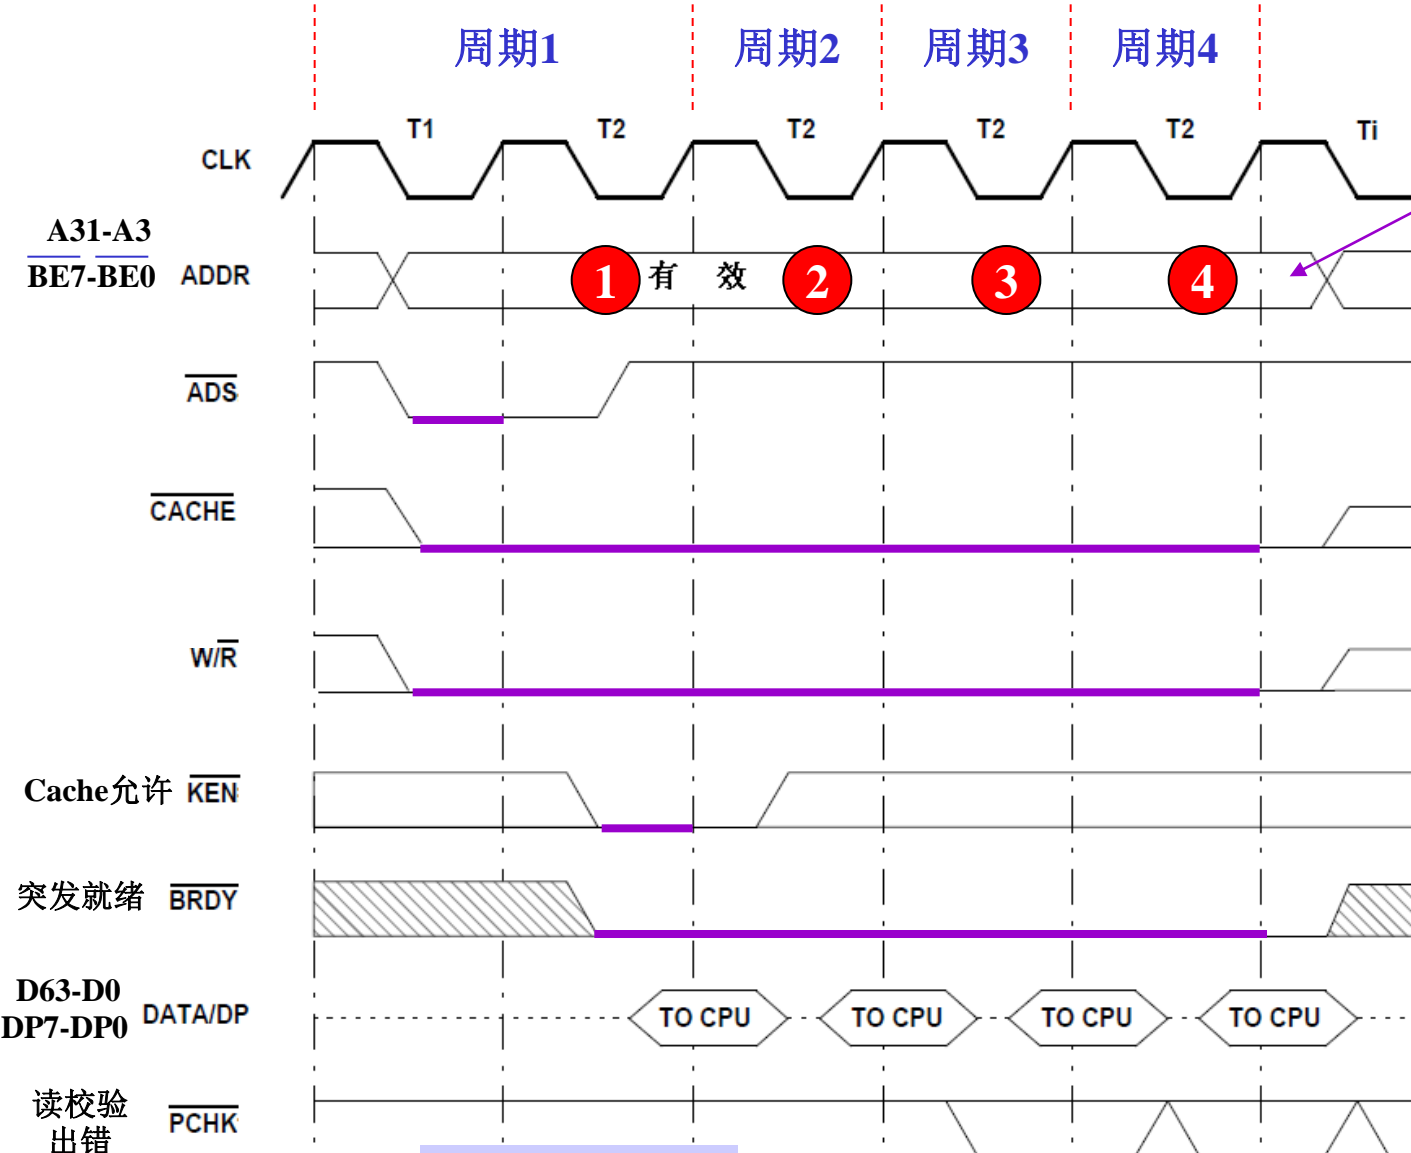 周期1 周期2 周期3 周期4
T1 T2 T2 T2 T2 Ti
CLK
A31-A3
BE7-BE0 ADDR 1 有 效 2 3 4
ADS
CACHE
W/R
Cache允许 KEN
突发就绪 BRDY
D63-D0
DP7-DP0 DATA/DP TO CPU TO CPU TO CPU TO CPU
读校验
出错 PCHK